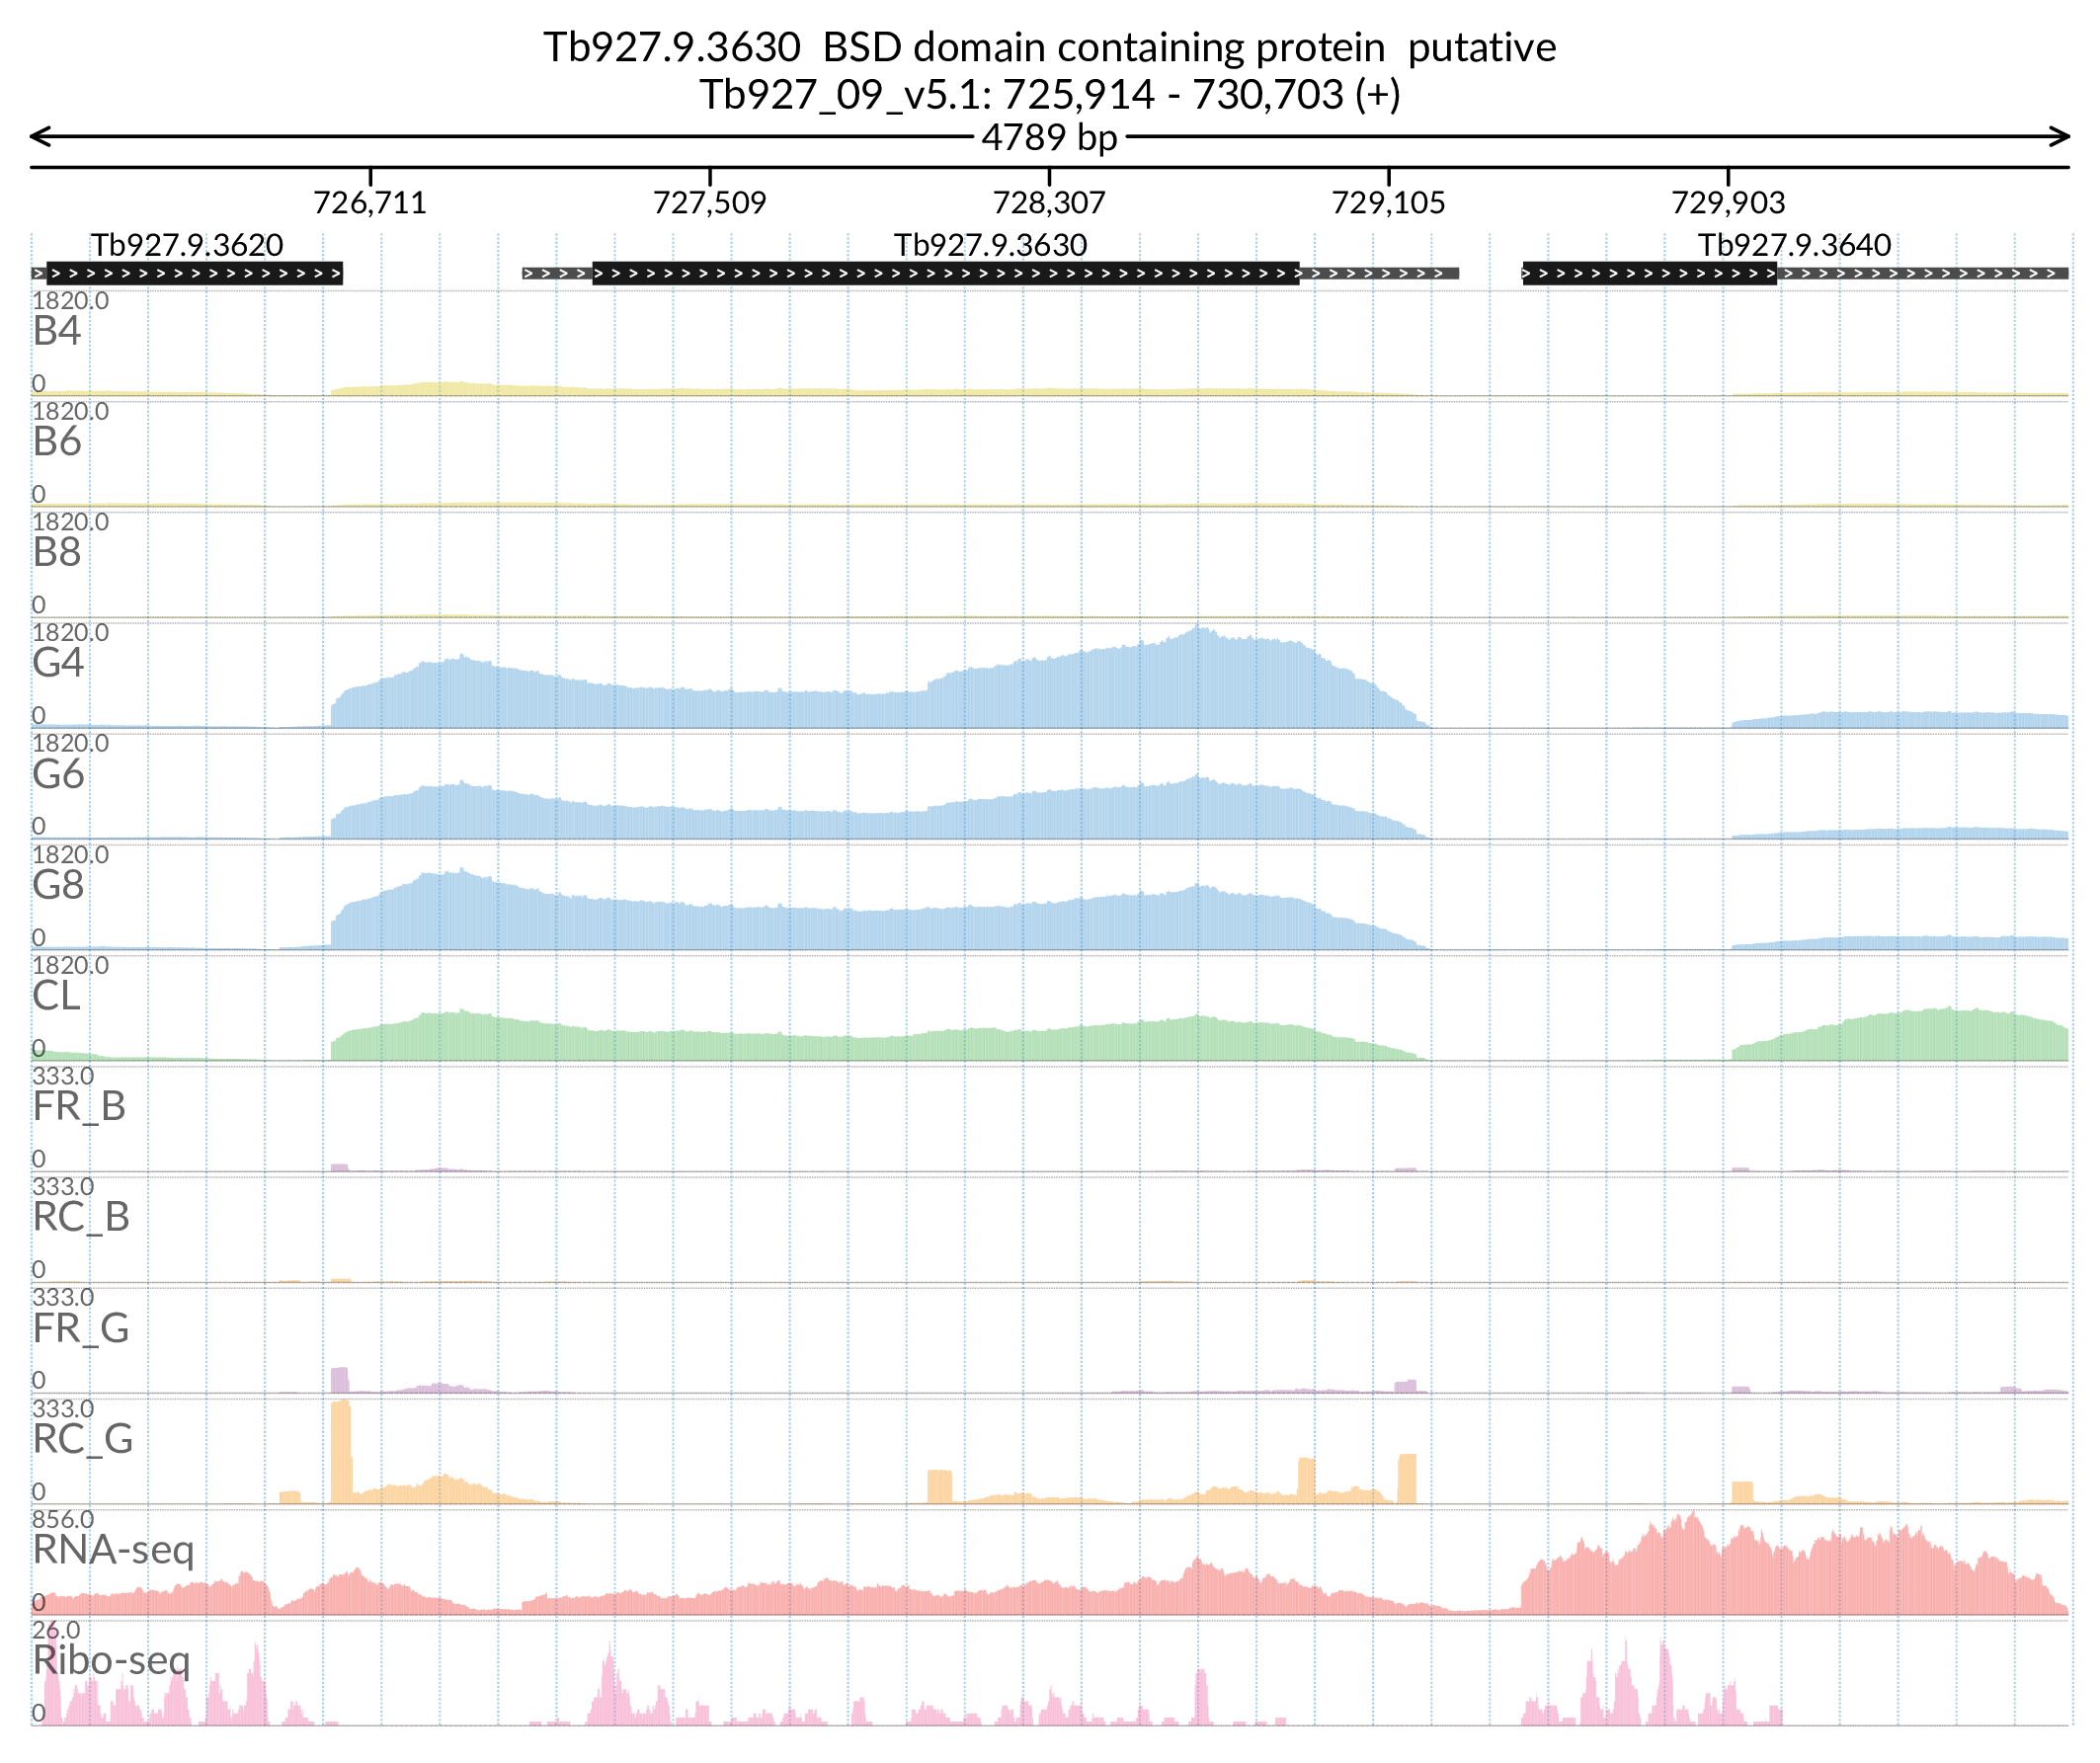 Tb927.9.3630  BSD domain containing protein  putative
Tb927_09_v5.1: 725,914 - 730,703 (+)
4789 bp
726,711 727,509 728,307 729,105 729,903
Tb927.9.3620 Tb927.9.3630 Tb927.9.3640
1820.0
B4
0
1820.0
B6
0
1820.0
B8
0
1820.0
G4
0
1820.0
G6
0
1820.0
G8
0
1820.0
CL
0
333.0
FR_B
0
333.0
RC_B
0
333.0
FR_G
0
333.0
RC_G
0
856.0
RNA-seq
0
26.0
Ribo-seq
0